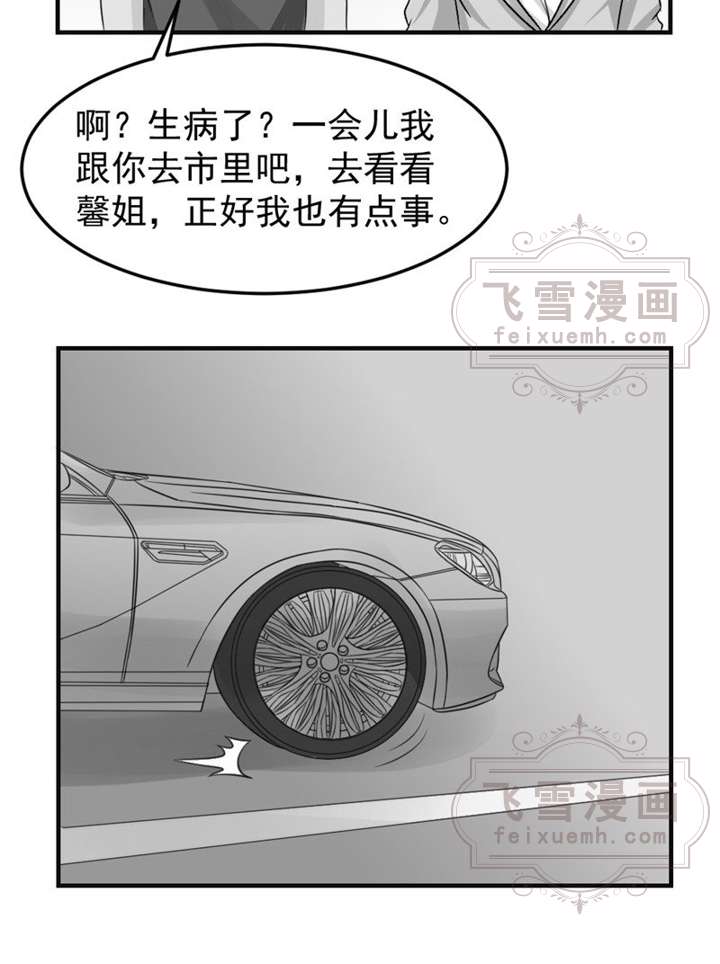 啊？生病了？一会儿我
跟你去市里吧，去看看
馨姐，正好我也有点事。
飞雪漫画
feixuemh.com
飞雪漫画
feixuemh.com